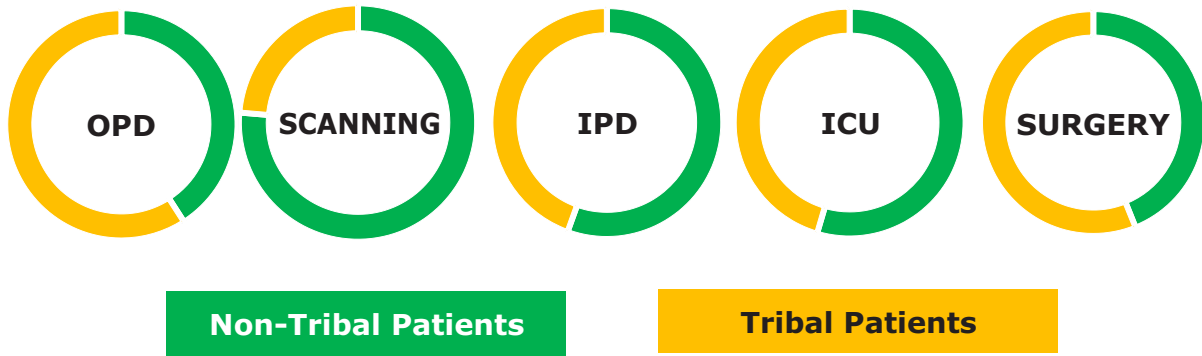 OPD
SCANNING
IPD
ICU
SURGERY
Non-Tribal Patients
Tribal Patients